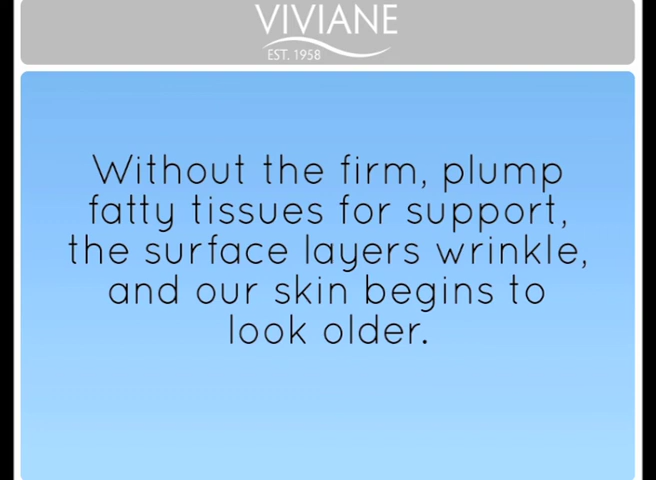 VIVIANE
EST. 1958
Without the firm, plump
fatty tissues for support,
the surface layers wrinkle,
and our skin begins to
look older.